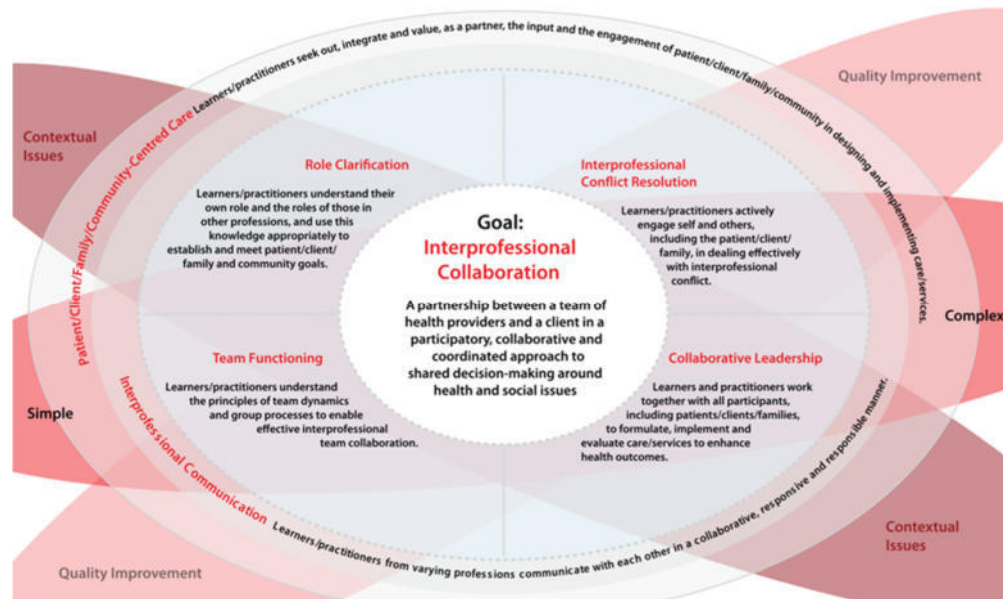 Patient/Client/Family/Community-Centred Care Learners/practitioners seek out, integrate and value, as a partner, the input and the engagement of patient/client/family/community in designing and implementing care/services.
Quality Improvement
Contextual
Issues
Role Clarification
Learners/practitioners understand their
own role and the roles of those in
other professions, and use this
knowledge appropriately to
establish and meet patient/client/
family and community goals.
Interprofessional
Conflict Resolution
Learners/practitioners actively
engage self and others,
including the patient/client/
family, in dealing effectively
with interprofessional
conflict.
Goal:
Interprofessional
Collaboration
A partnership between a team of
health providers and a client in a
participatory, collaborative and
coordinated approach to
shared decision-making around
health and social issues
Complex
Team Functioning
Learners/practitioners understand
the principles of team dynamics
and group processes to enable
effective interprofessional
team collaboration.
Collaborative Leadership
Learners and practitioners work
together with all participants,
including patients/clients/families,
to formulate, implement and
evaluate care/services to enhance
health outcomes.
Simple
Interprofessional Communication Learners/practitioners from varying professions communicate with each other in a collaborative, responsive and responsible manner.
Contextual
Issues
Quality Improvement